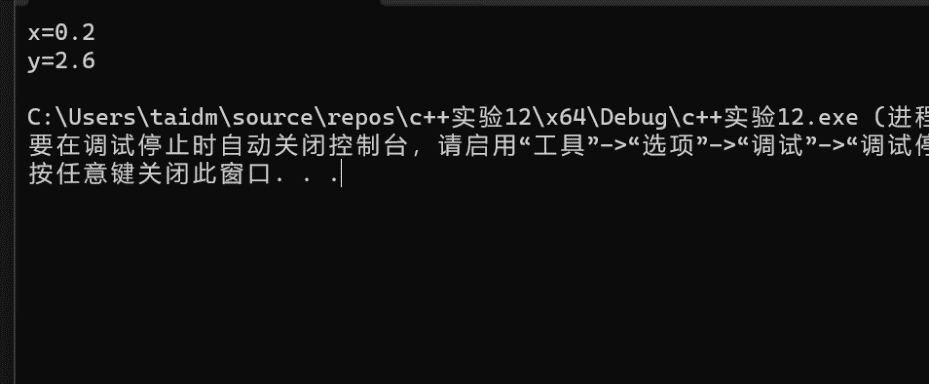 x=0.2
y=2.6
C:\Users\taidm\source\repos\c++实验12\x64\Debug\c++实验12.exe (进程
要在调试停止时自动关闭控制台, 请启用“工具”->“选项”->“调试”->“调试停
按任意键关闭此窗口. . .